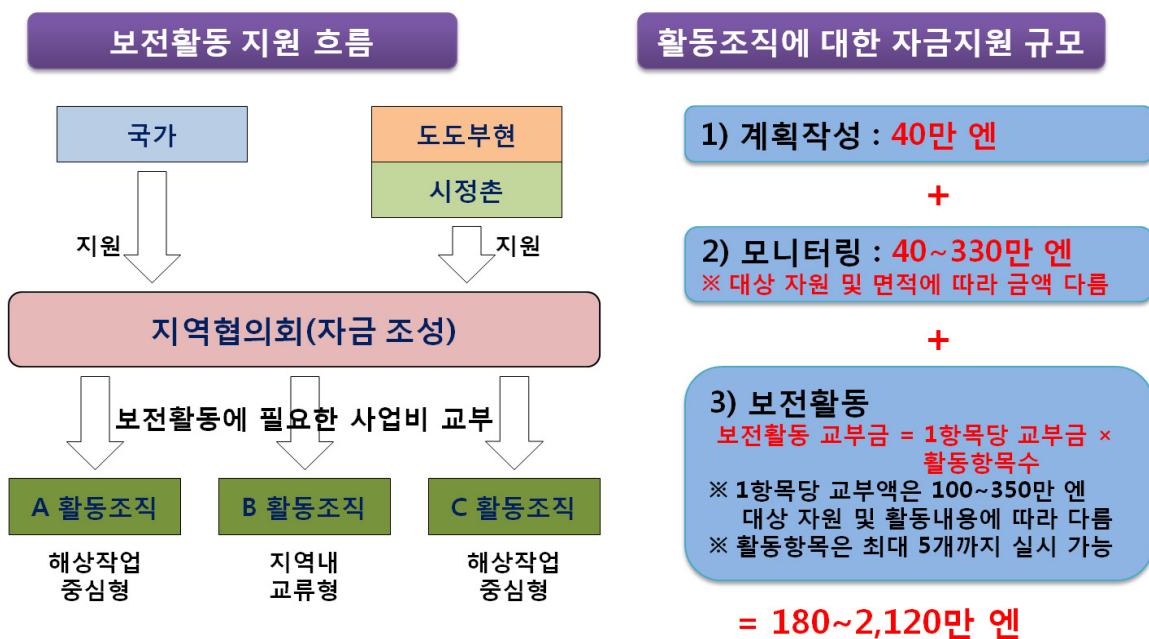 보전활동 지원 흐름
국가
도도부현
시정촌
지원
지원
지역협의회(자금 조성)
보전활동에 필요한 사업비 교부
A 활동조직
B 활동조직
C 활동조직
해상작업
중심형
지역내
교류형
해상작업
중심형
활동조직에 대한 자금지원 규모
1) 계획작성 : 40만 엔
+
2) 모니터링 : 40~330만 엔
※ 대상 자원 및 면적에 따라 금액 다름
+
3) 보전활동
보전활동 교부금 = 1항목당 교부금 ×
활동항목수
※ 1항목당 교부액은 100~350만 엔
대상 자원 및 활동내용에 따라 다름
※ 활동항목은 최대 5개까지 실시 가능
= 180~2,120만 엔